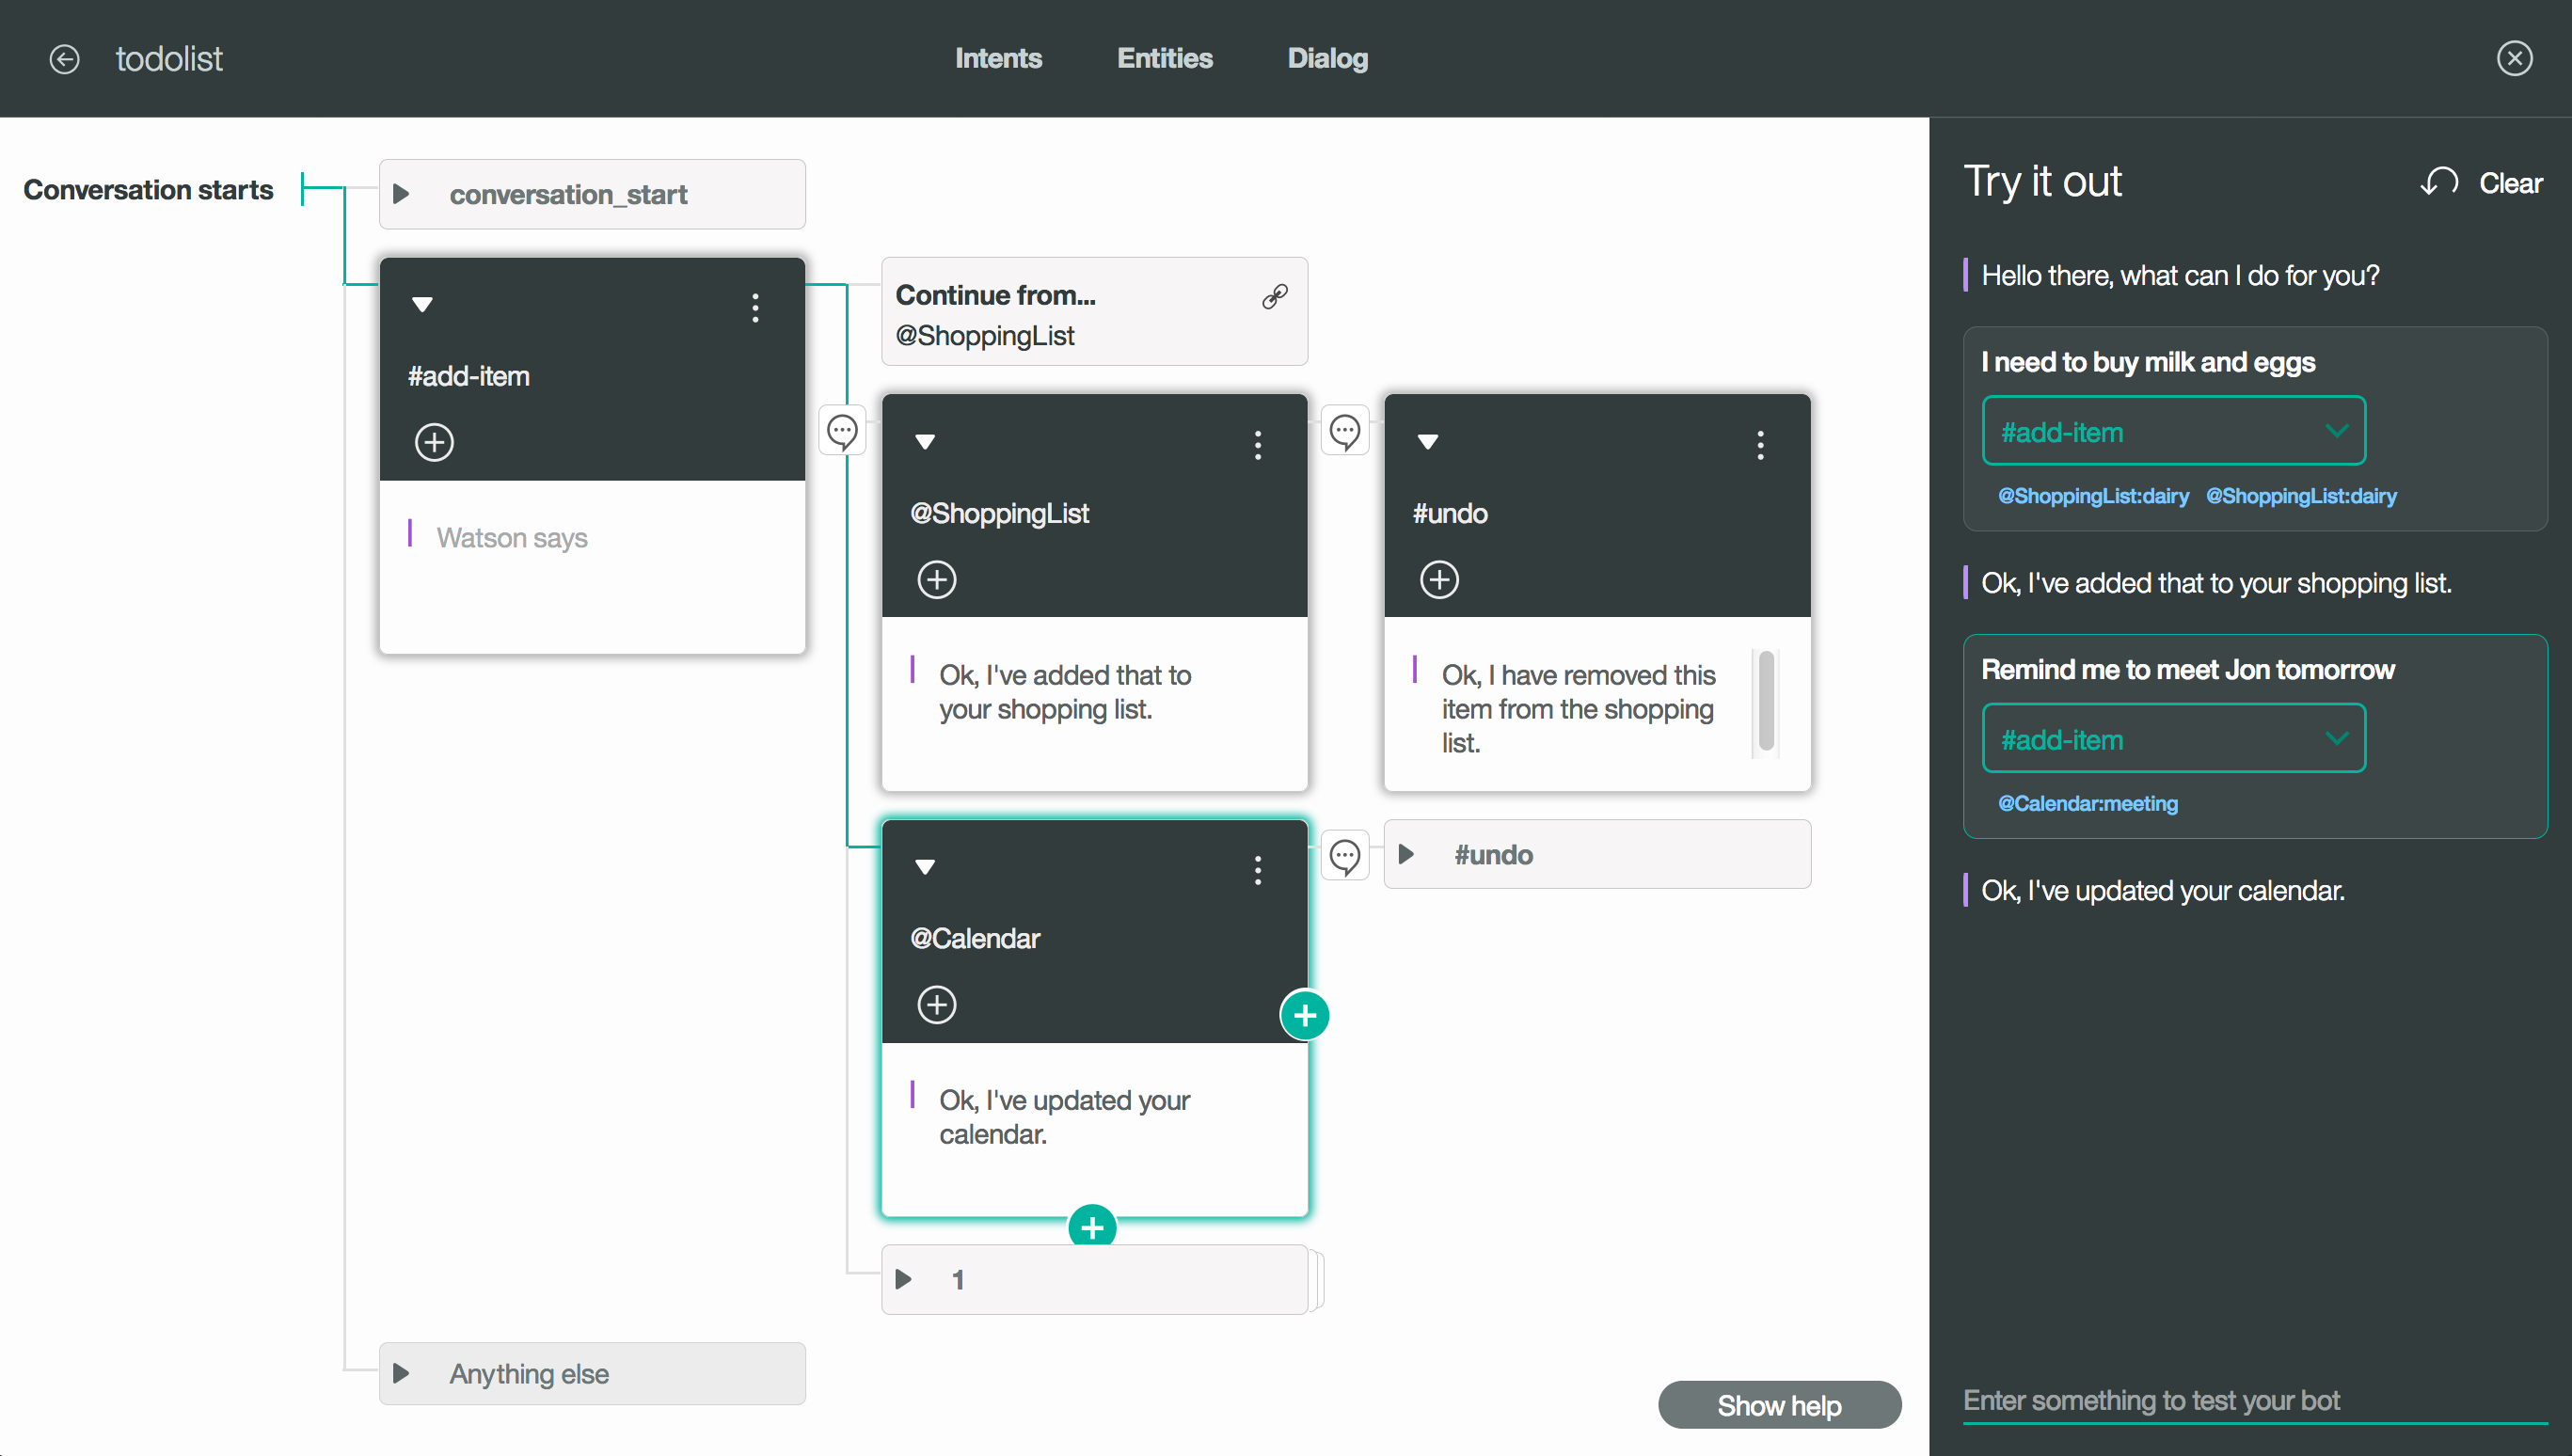 todolist
Intents
Entities
Dialog
Conversation starts
conversation_start
#add-item
Watson says
Continue from...
@ShoppingList
@ShoppingList
Ok, I've added that to
your shopping list.
#undo
Ok, I have removed this
item from the shopping
list.
@Calendar
Ok, I've updated your
calendar.
#undo
1
Anything else
Show help
Try it out
Clear
Hello there, what can I do for you?
I need to buy milk and eggs
#add-item
@ShoppingList:dairy @ShoppingList:dairy
Ok, I've added that to your shopping list.
Remind me to meet Jon tomorrow
#add-item
@Calendar:meeting
Ok, I've updated your calendar.
Enter something to test your bot